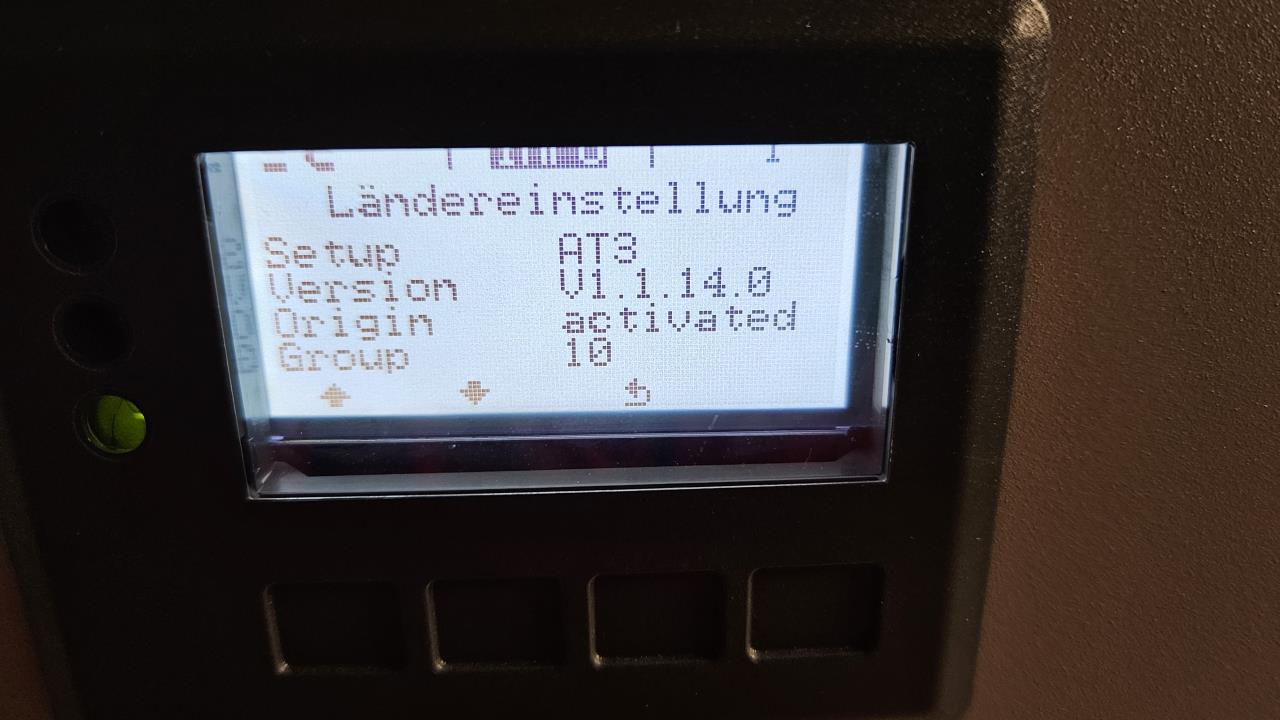 Ländereinstellung
Setup AT3
Version V1.1.14.0
Origin activated
Group 10